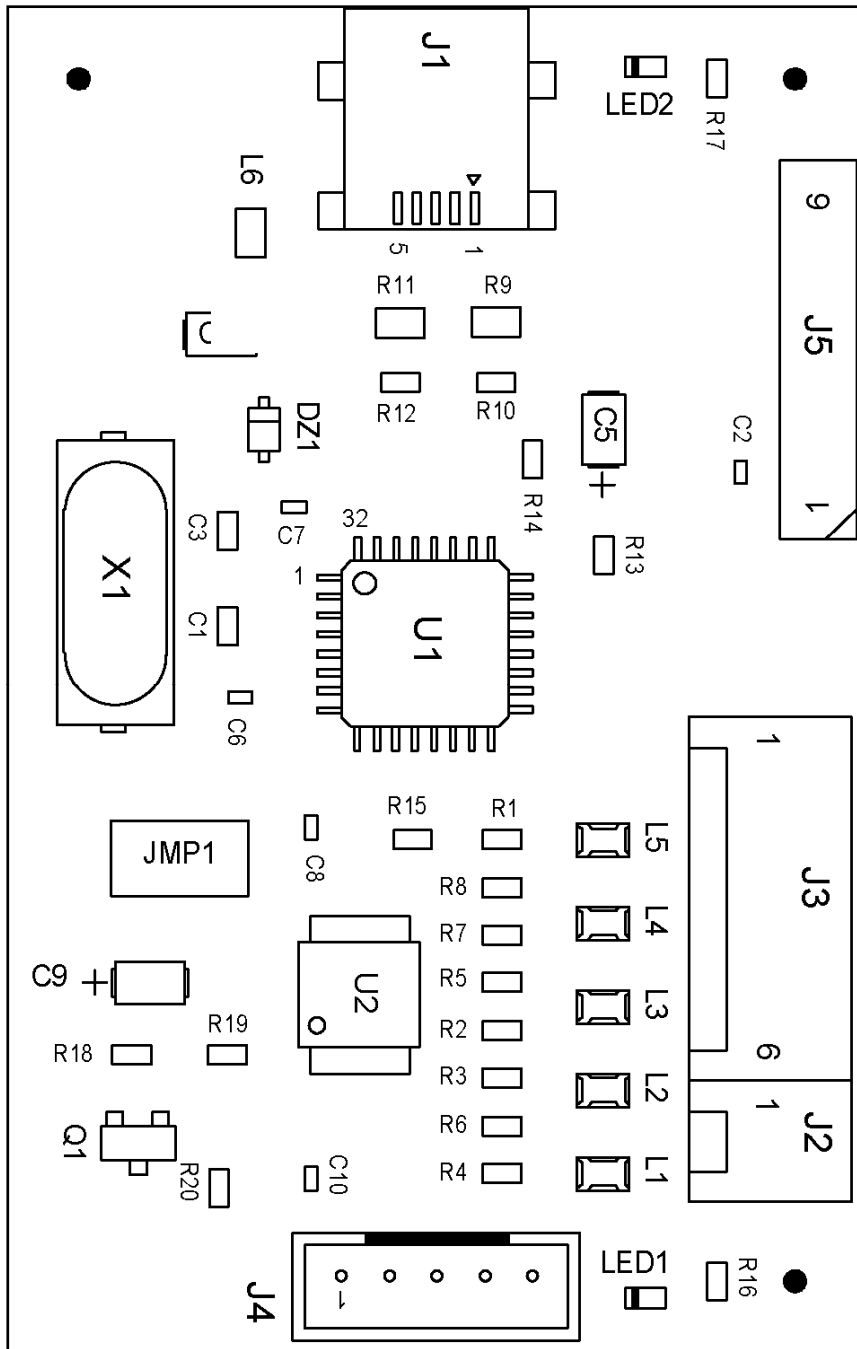 J1
LED2
R17
L6
9
5
1
R11
R9
J5
R12
R10
DZ1
C5
+
C2
R14
1
C3
C7
32
R13
X1
1
C1
U1
C6
1
R15
R1
L5
JMP1
C8
R8
J3
R7
L4
C9
+
U2
R5
L3
R18
R19
R2
6
R3
L2
1
J2
Q1
R6
R20
C10
R4
L1
LED1
R16
J4
1